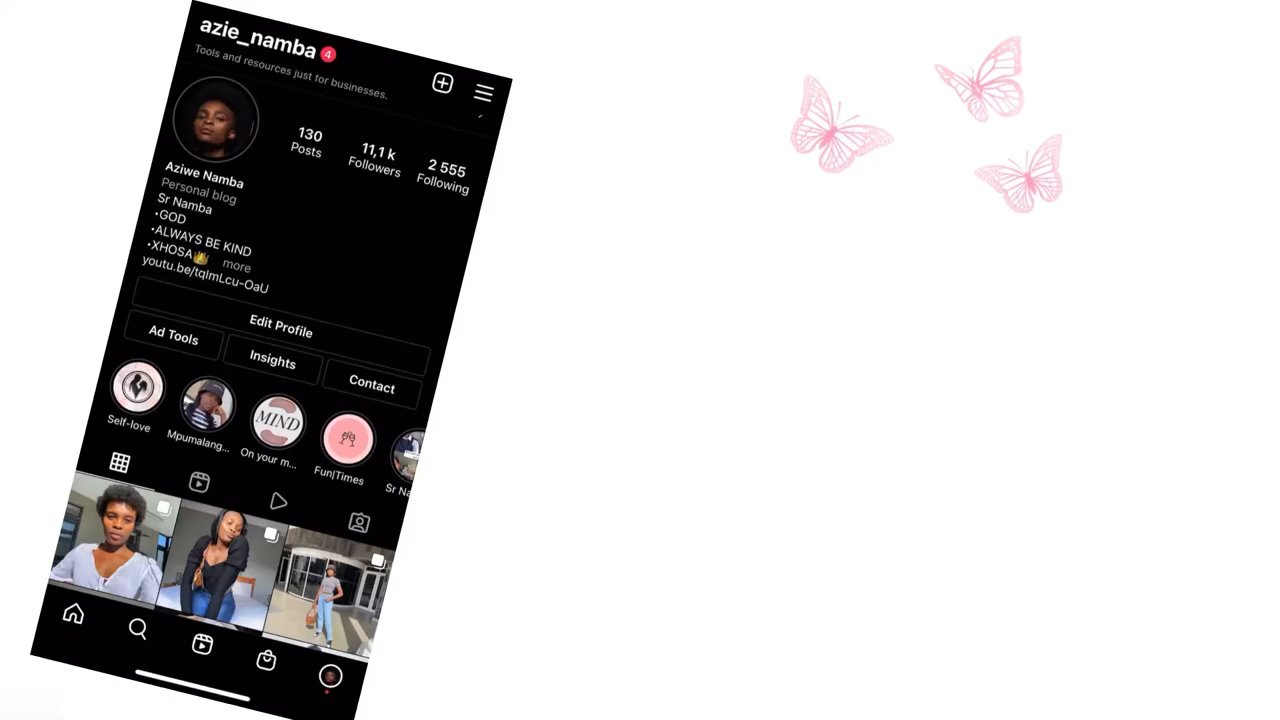 azie_namba 4
Tools and resources just for businesses.
130
Posts
11,1 k
Followers
2 555
Following
Aziwe Namba
Personal blog
Sr Namba
•GOD
•ALWAYS BE KIND
•XHOSA👑 more
youtu.be/tqlmLcu-OaU
Edit Profile
Ad Tools
Insights
Contact
MIND
Self-love
Mpumalang...
On your m...
Fun|Times
Sr Na